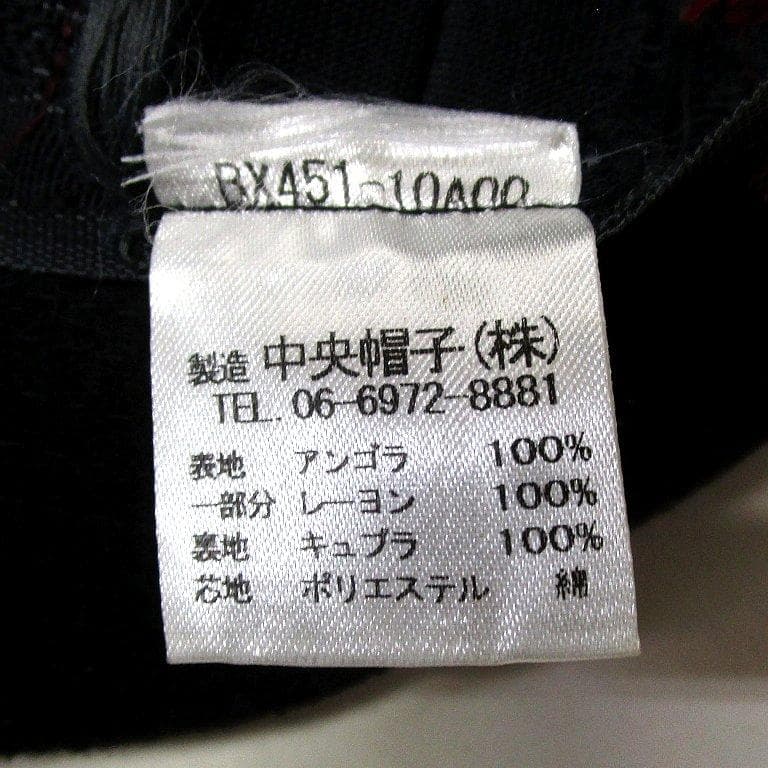 BX451-10A09
製造 中央帽子(株)
TEL. 06-6972-8881
表地 アンゴラ 100%
一部分 レーヨン 100%
裏地 キュプラ 100%
芯地 ポリエステル 綿